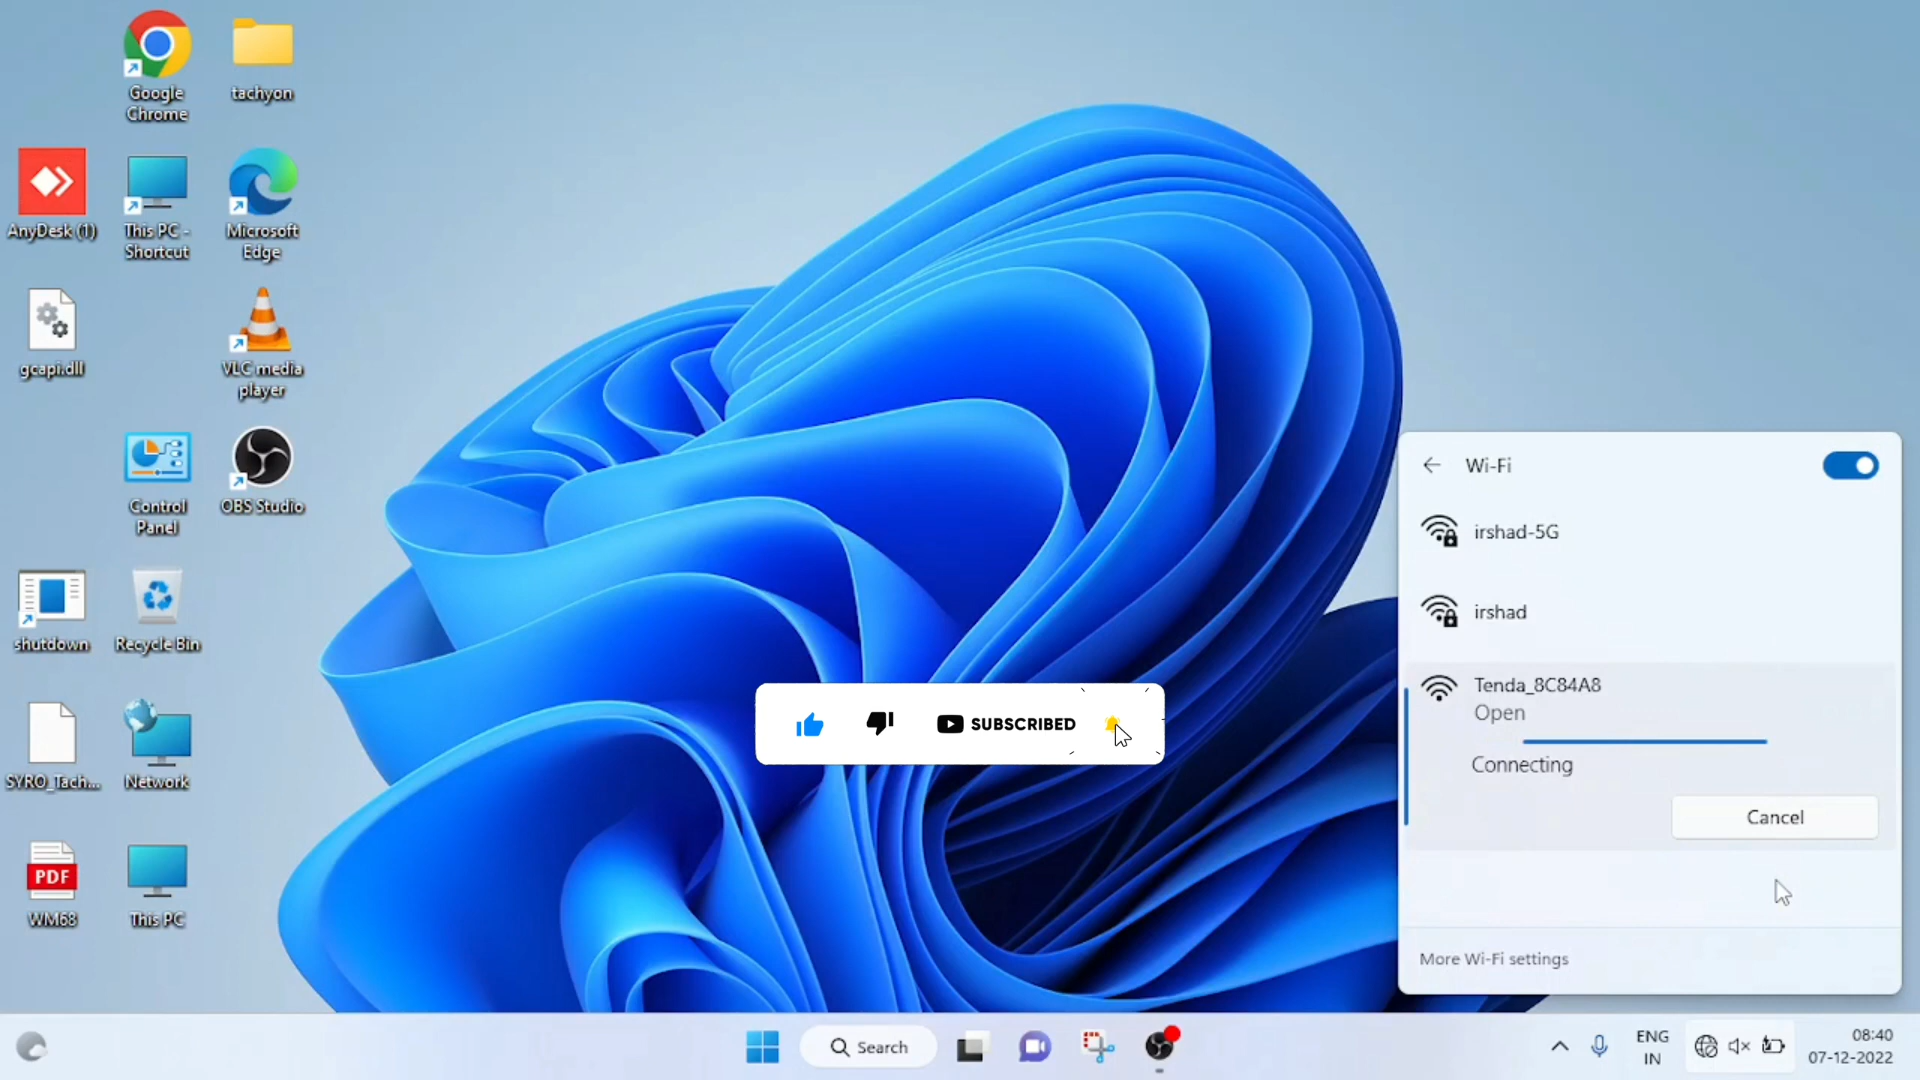 Google
Chrome
tachyon
AnyDesk (1)
This PC -
Shortcut
Microsoft
Edge
gcapi.dll
VLC media
player
Control
Panel
OBS Studio
shutdown
Recycle Bin
SYRO_Tach...
Network
PDF
WM68
This PC
SUBSCRIBED
Wi-Fi
irshad-5G
irshad
Tenda_8C84A8
Open
Connecting
Cancel
More Wi-Fi settings
Search
ENG
IN
08:40
07-12-2022